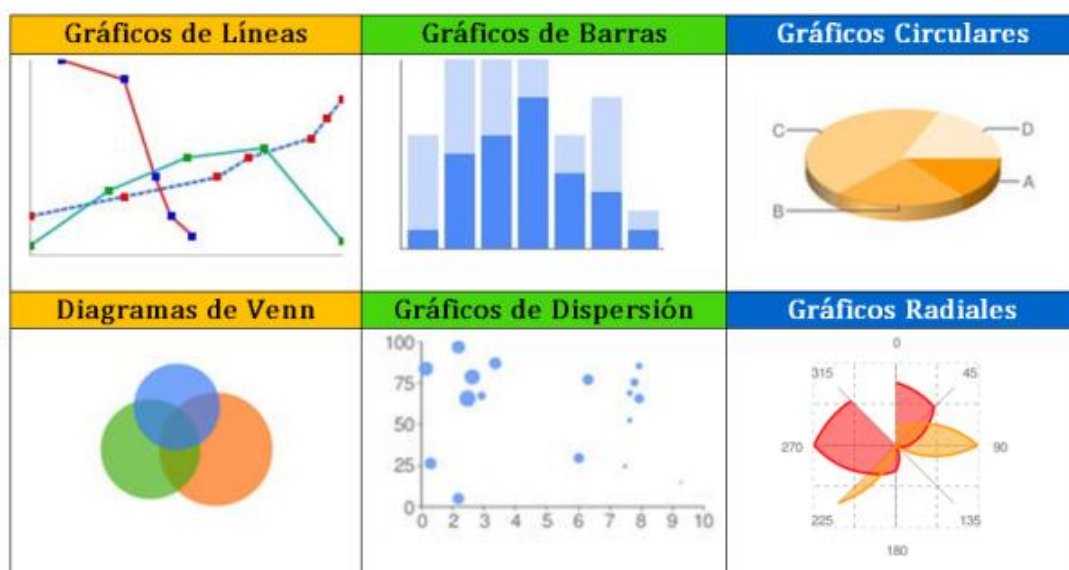 Gráficos de Líneas
Gráficos de Barras
Gráficos Circulares
C
D
A
B
Diagramas de Venn
Gráficos de Dispersión
Gráficos Radiales
100
75
50
25
0
0 2 3 4 5 6 7 8 9 10
0
315 45
270 90
225 135
180